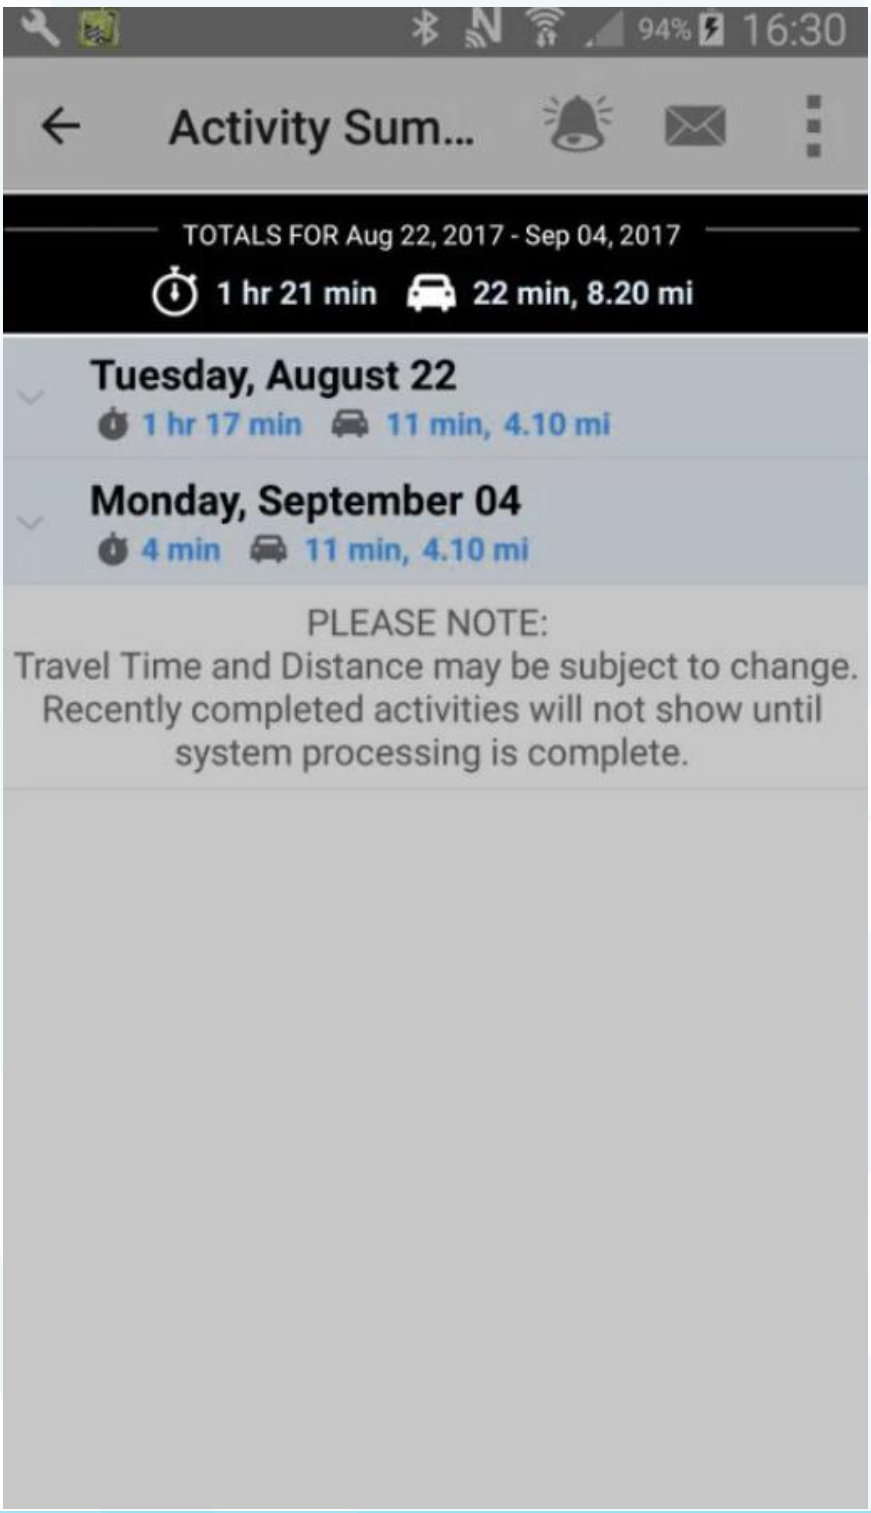 94% 16:30
Activity Sum...
TOTALS FOR Aug 22, 2017 - Sep 04, 2017
1 hr 21 min 22 min, 8.20 mi
Tuesday, August 22
1 hr 17 min 11 min, 4.10 mi
Monday, September 04
4 min 11 min, 4.10 mi
PLEASE NOTE:
Travel Time and Distance may be subject to change.
Recently completed activities will not show until
system processing is complete.